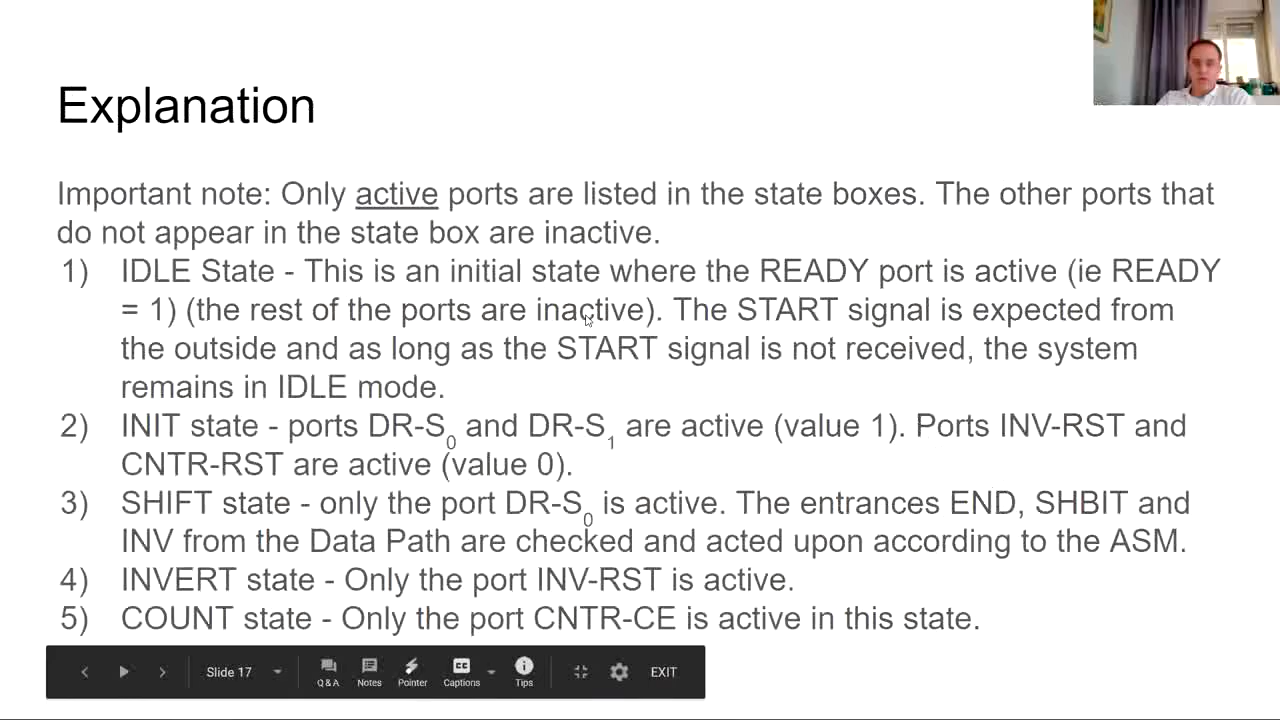 Explanation
Important note: Only active ports are listed in the state boxes. The other ports that
do not appear in the state box are inactive.
1) IDLE State - This is an initial state where the READY port is active (ie READY
= 1) (the rest of the ports are inactive). The START signal is expected from
the outside and as long as the START signal is not received, the system
remains in IDLE mode.
2) INIT state - ports DR-S0 and DR-S1 are active (value 1). Ports INV-RST and
CNTR-RST are active (value 0).
3) SHIFT state - only the port DR-S0 is active. The entrances END, SHBIT and
INV from the Data Path are checked and acted upon according to the ASM.
4) INVERT state - Only the port INV-RST is active.
5) COUNT state - Only the port CNTR-CE is active in this state.
Slide 17 Q&A Notes Pointer CC Captions Tips EXIT